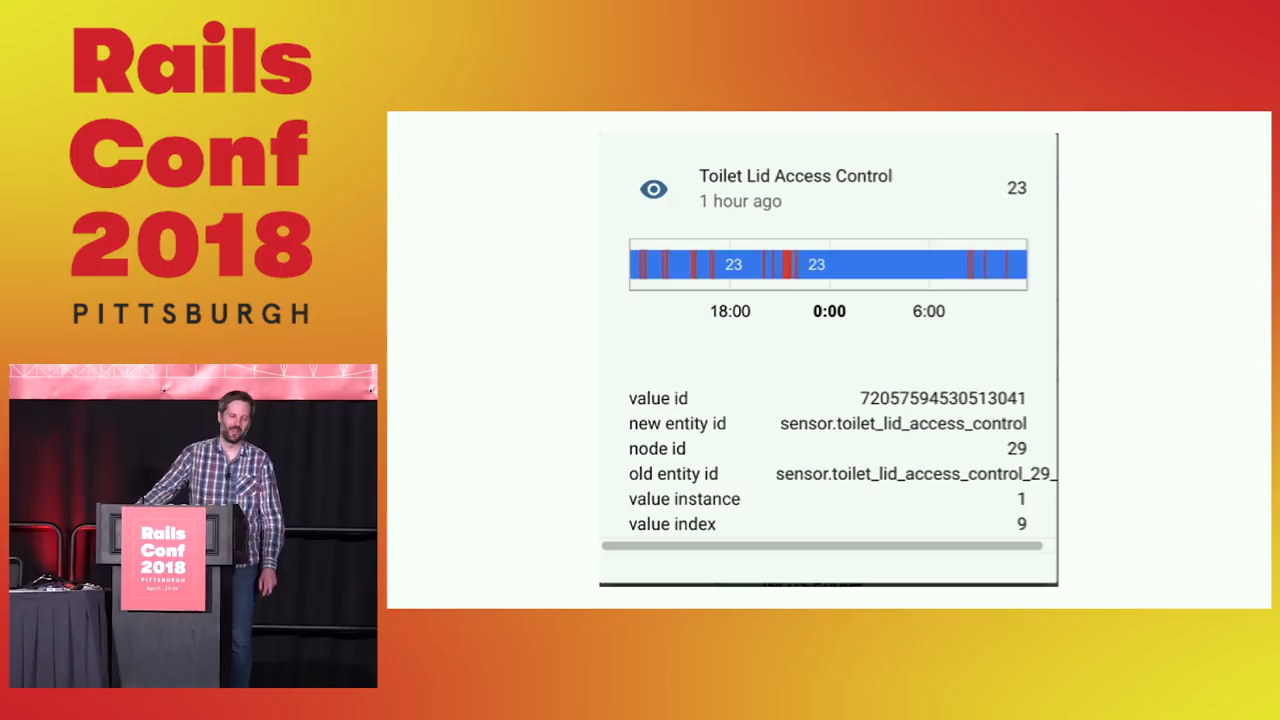 Rails
Conf
2018
PITTSBURGH
Rails
Conf
2018
PITTSBURGH
Toilet Lid Access Control
1 hour ago
23
23 23
18:00 0:00 6:00
value id 72057594530513041
new entity id sensor.toilet_lid_access_control
node id 29
old entity id sensor.toilet_lid_access_control_29_
value instance 1
value index 9